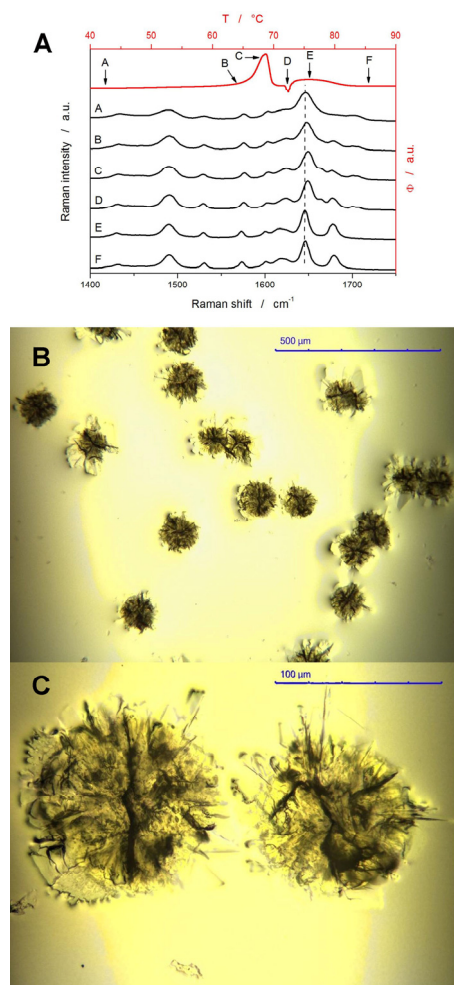 A
T / °C
40 50 60 70 80 90
A B C D E F
Raman intensity / a.u.
A
B
C
D
E
F
Φ / a.u.
1400 1500 1600 1700
Raman shift / cm⁻¹
B
500 µm
C
100 µm